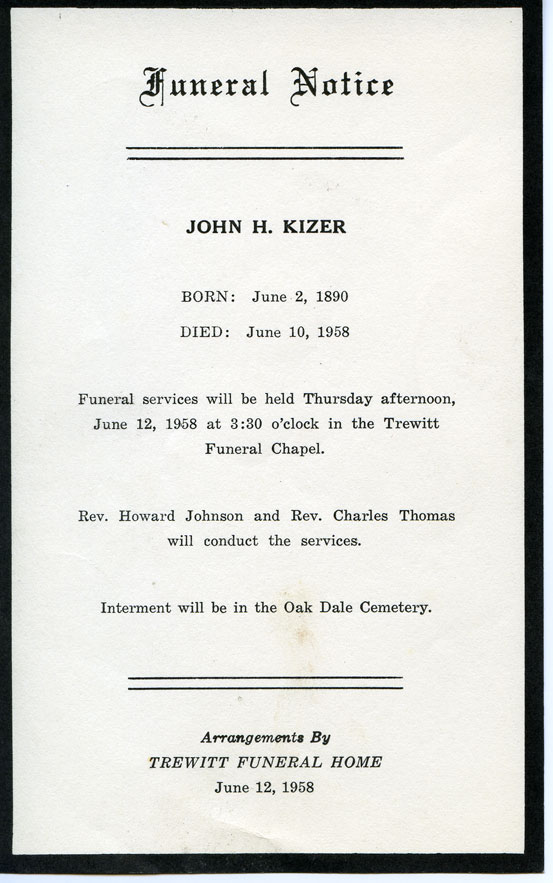 Funeral Notice
JOHN H. KIZER
BORN: June 2, 1890
DIED: June 10, 1958
Funeral services will be held Thursday afternoon,
June 12, 1958 at 3:30 o'clock in the Trewitt
Funeral Chapel.
Rev. Howard Johnson and Rev. Charles Thomas
will conduct the services.
Interment will be in the Oak Dale Cemetery.
Arrangements By
TREWITT FUNERAL HOME
June 12, 1958